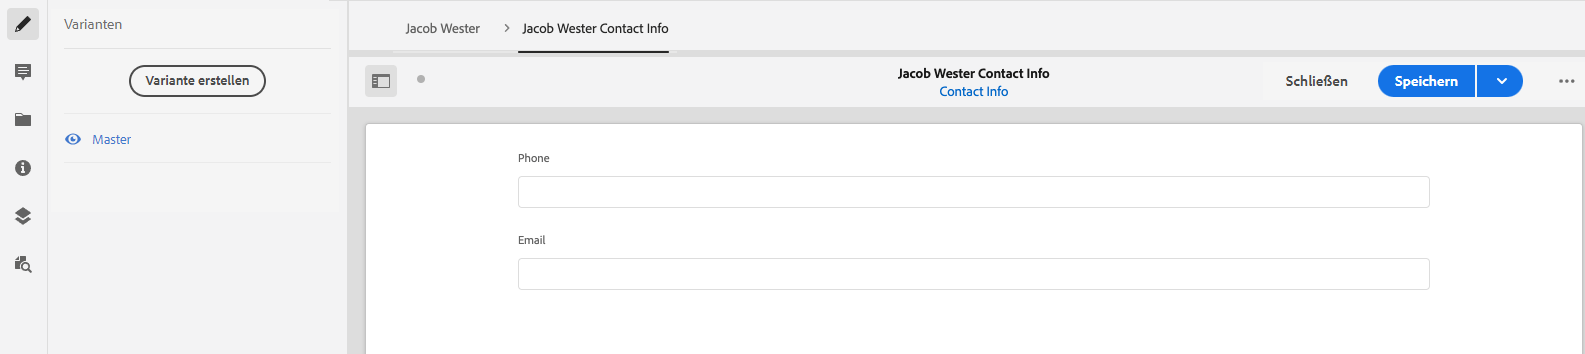 Varianten
Variante erstellen
Master
Jacob Wester > Jacob Wester Contact Info
Jacob Wester Contact Info
Contact Info
Schließen
Speichern
Phone
Email